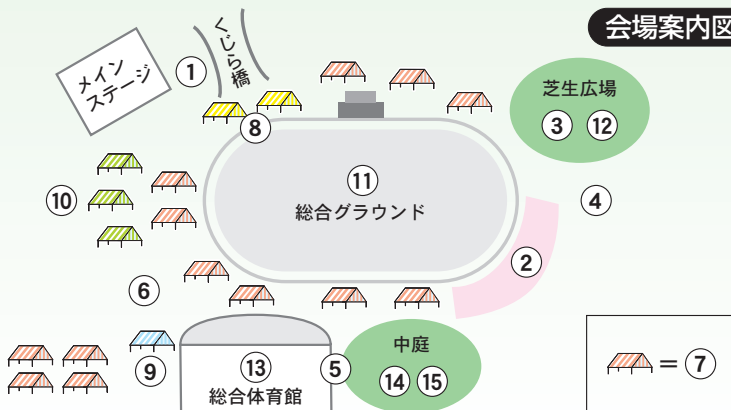 会場案内図
くじら橋
メイン
ステージ
①
芝生広場
③ ⑫
⑧
⑩
⑪
総合グラウンド
④
②
⑥
⑨
⑬
総合体育館
⑤
中庭
⑭ ⑮
= ⑦